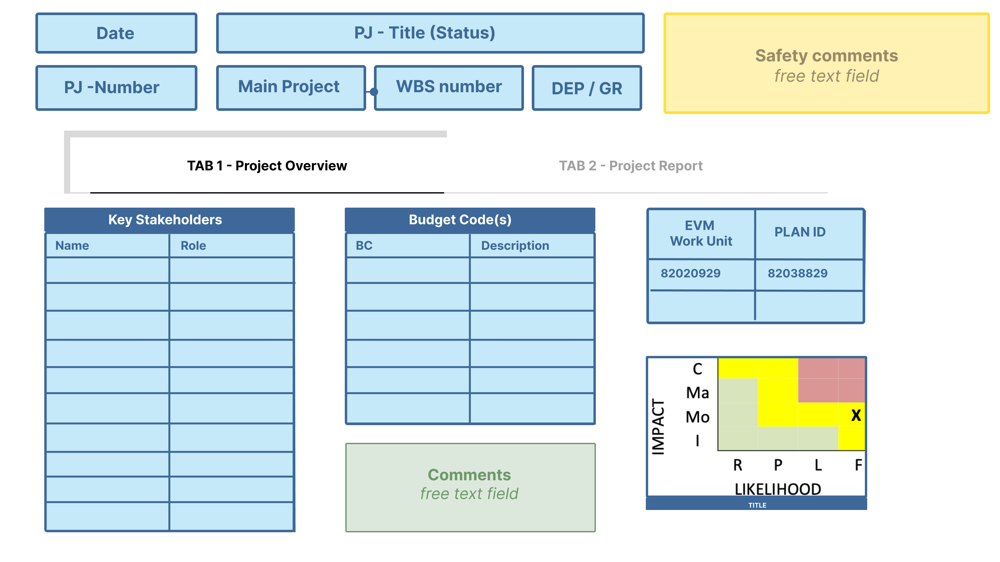 Date
PJ - Title (Status)
Safety comments
free text field
PJ -Number
Main Project
WBS number
DEP / GR
TAB 1 - Project Overview
TAB 2 - Project Report
Key Stakeholders
Name
Role
Budget Code(s)
BC
Description
Comments
free text field
EVM
Work Unit
PLAN ID
82020929
82038829
IMPACT
C
Ma
Mo
X
I
R
P
L
F
LIKELIHOOD
TITLE